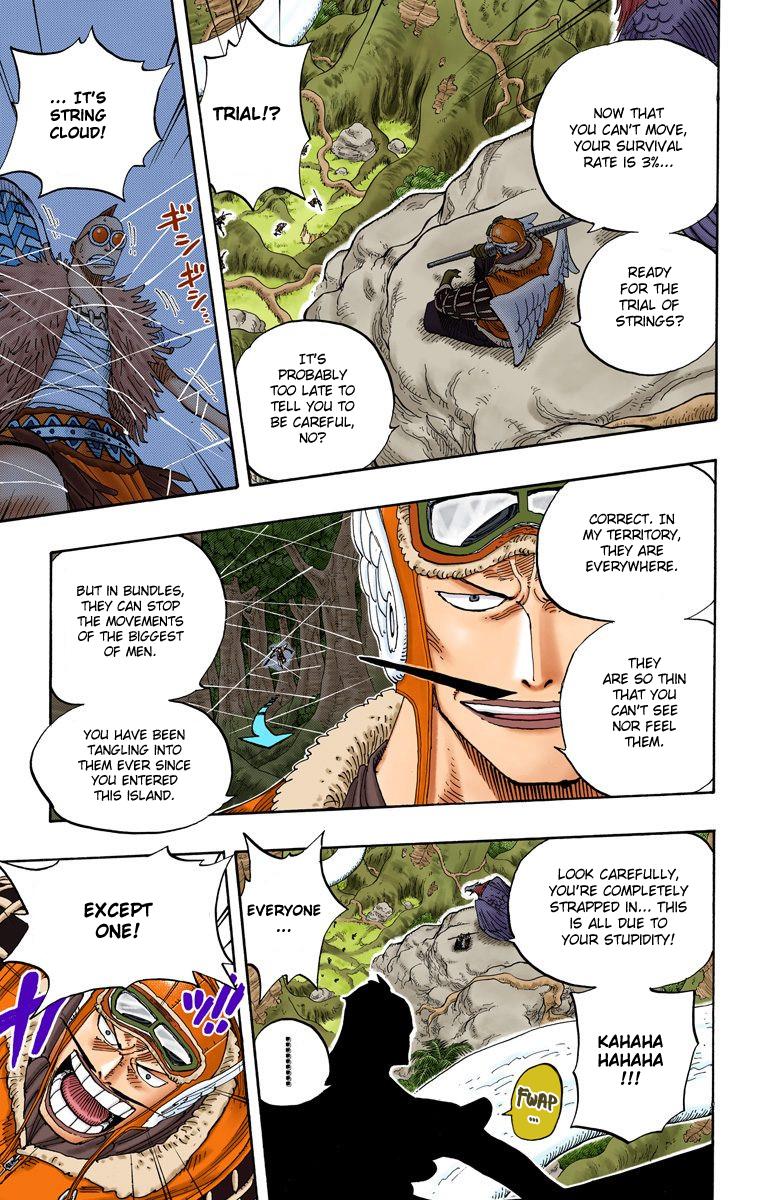 NOW THAT
YOU CAN'T MOVE,
YOUR SURVIVAL
RATE IS 3%...
READY
FOR THE
TRIAL OF
STRINGS?
TRIAL!?
IT'S
PROBABLY
TOO LATE TO
TELL YOU TO
BE CAREFUL,
NO?
... IT'S
STRING
CLOUD!
ギシギシ
CORRECT. IN
MY TERRITORY,
THEY ARE
EVERYWHERE.
THEY
ARE SO THIN
THAT YOU
CAN'T SEE
NOR FEEL
THEM.
BUT IN BUNDLES,
THEY CAN STOP
THE MOVEMENTS
OF THE BIGGEST
OF MEN.
YOU HAVE BEEN
TANGLING INTO
THEM EVER SINCE
YOU ENTERED
THIS ISLAND.
LOOK CAREFULLY,
YOU'RE COMPLETELY
STRAPPED IN... THIS
IS ALL DUE TO
YOUR STUPIDITY!
KAHAHA
HAHAHA
!!!
EVERYONE
...
FWAP
...
.........
EXCEPT
ONE!
ッ!!